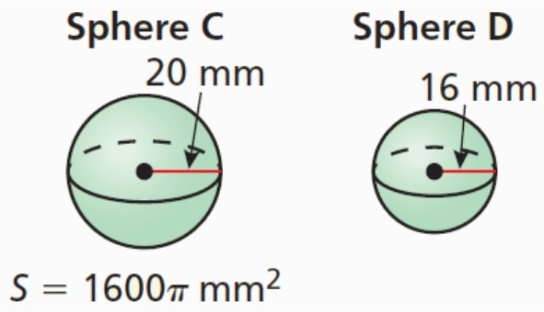 Sphere C
20 mm
Sphere D
16 mm
S = 1600π mm²